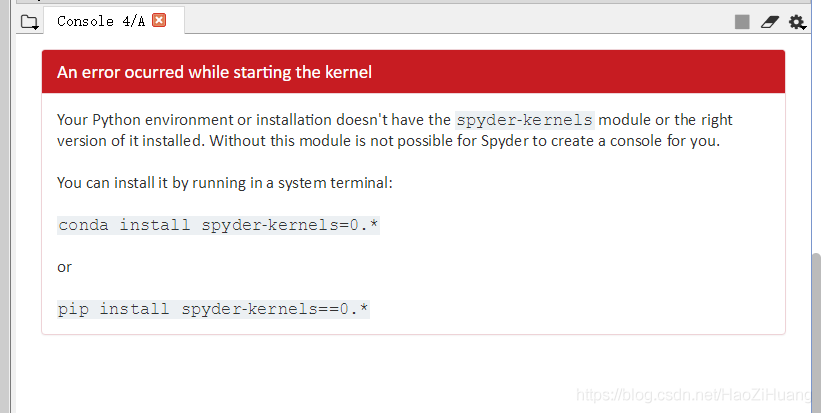 Console 4/A
An error ocurred while starting the kernel
Your Python environment or installation doesn't have the spyder-kernels module or the right
version of it installed. Without this module is not possible for Spyder to create a console for you.
You can install it by running in a system terminal:
conda install spyder-kernels=0.*
or
pip install spyder-kernels==0.*
https://blog.csdn.net/HaoZiHuang